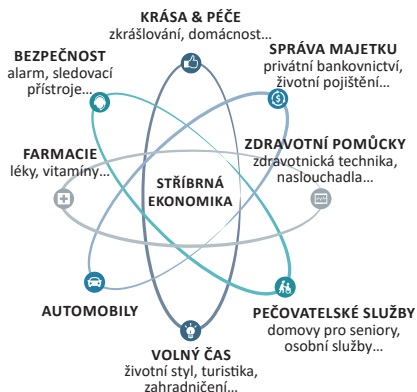 KRÁSA & PÉČE
zkrášlování, domácnost…
BEZPEČNOST
alarm, sledovací
přístroje…
SPRÁVA MAJETKU
privátní bankovnictví,
životní pojištění…
FARMACIE
léky, vitamíny…
STŘÍBRNÁ
EKONOMIKA
ZDRAVOTNÍ POMŮCKY
zdravotnická technika,
naslouchadla…
AUTOMOBILY
PEČOVATELSKÉ SLUŽBY
domovy pro seniory,
osobní služby…
VOLNÝ ČAS
životní styl, turistika,
zahradničení…